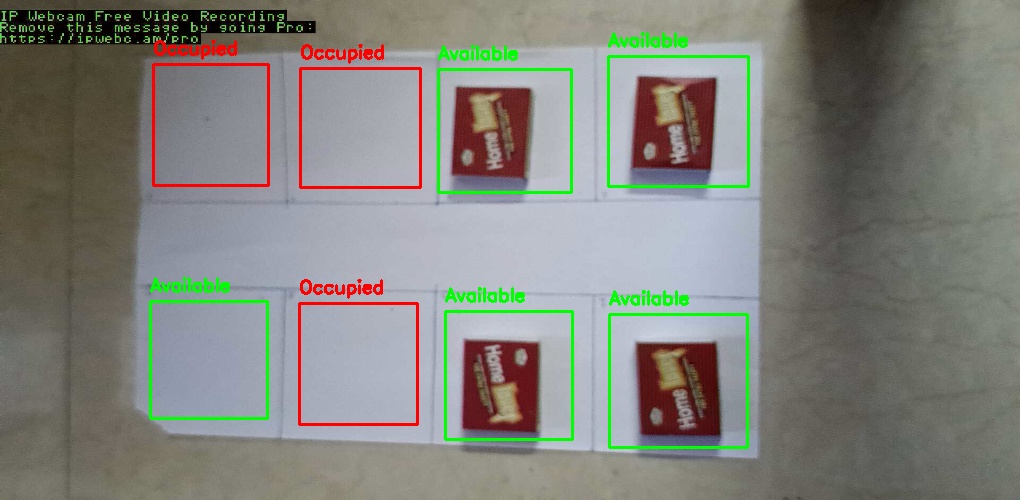 IP Webcam Free Video Recording
Remove this message by going Pro:
https://ipwebc.am/pro
Occupied
Occupied
Available
Available
Home
Home
Available
Occupied
Available
Available
Home
Home